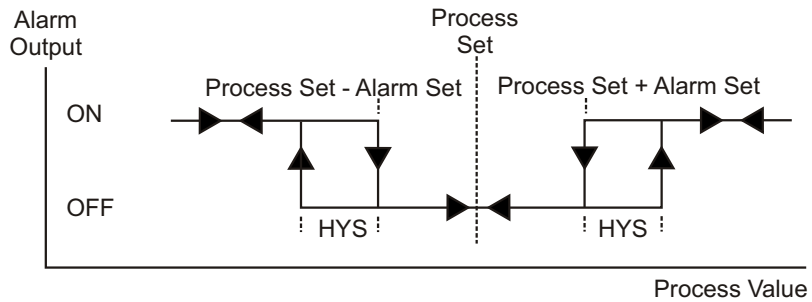 Alarm
Output
Process
Set
Process Set - Alarm Set
Process Set + Alarm Set
ON
OFF
HYS
HYS
Process Value